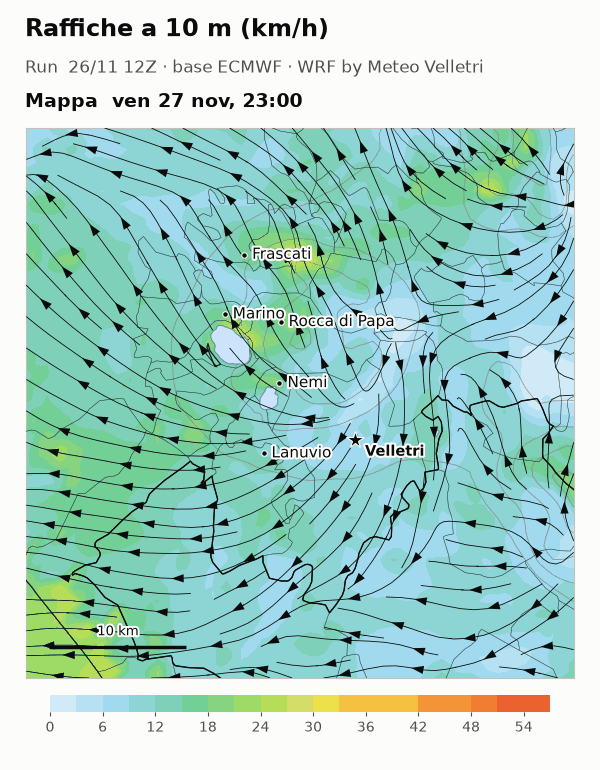 Raffiche a 10 m (km/h)
Run  26/11 12Z · base ECMWF · WRF by Meteo Velletri
Mappa  ven 27 nov, 23:00
Frascati
Marino
Rocca di Papa
Nemi
Velletri
Lanuvio
10 km
0 6 12 18 24 30 36 42 48 54